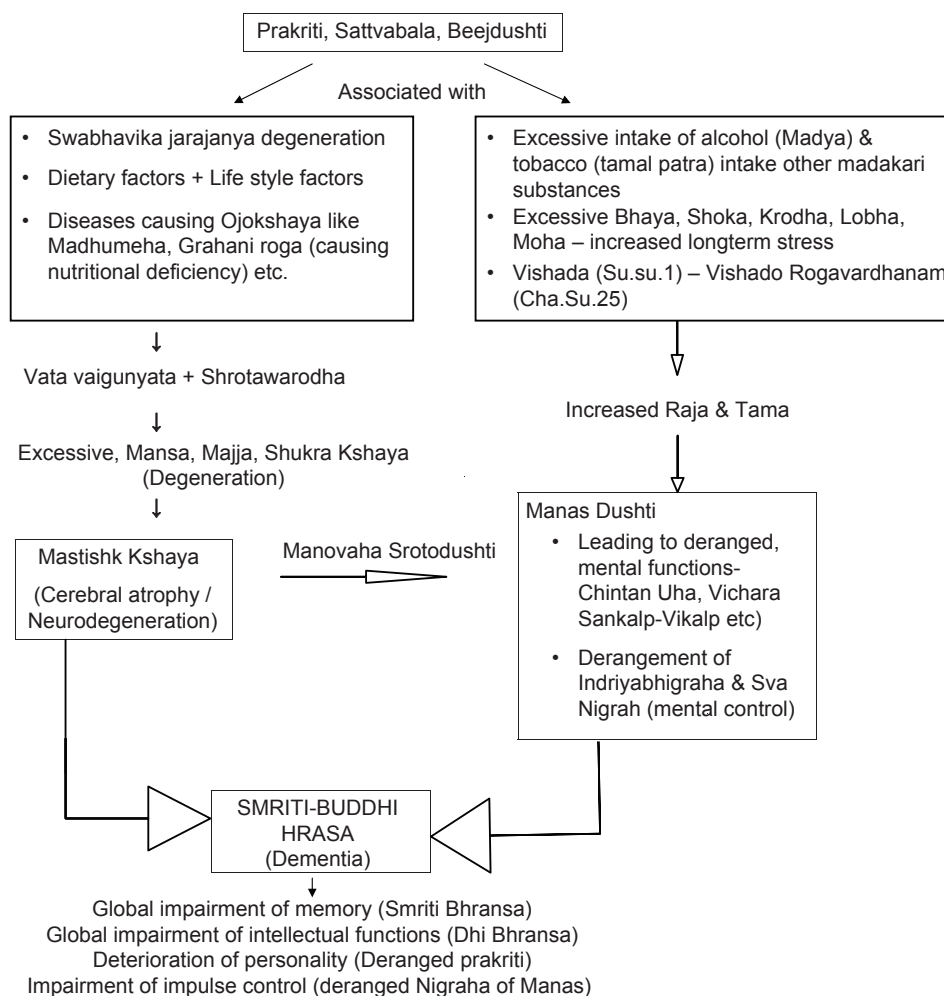 Prakriti, Sattvabala, Beejdushti
Associated with
• Swabhavika jarajanya degeneration
• Dietary factors + Life style factors
• Diseases causing Ojokshaya like
Madhumeha, Grahani roga (causing
nutritional deficiency) etc.
• Excessive intake of alcohol (Madya) &
tobacco (tamal patra) intake other madakari
substances
• Excessive Bhaya, Shoka, Krodha, Lobha,
Moha – increased longterm stress
• Vishada (Su.su.1) – Vishado Rogavardhanam
(Cha.Su.25)
Vata vaigunyata + Shrotawarodha
Increased Raja & Tama
Excessive, Mansa, Majja, Shukra Kshaya
(Degeneration)
Mastishk Kshaya
(Cerebral atrophy /
Neurodegeneration)
Manovaha Srotodushti
Manas Dushti
• Leading to deranged,
mental functions-
Chintan Uha, Vichara
Sankalp-Vikalp etc)
• Derangement of
Indriyabhigraha & Sva
Nigrah (mental control)
SMRITI-BUDDHI
HRASA
(Dementia)
Global impairment of memory (Smriti Bhransa)
Global impairment of intellectual functions (Dhi Bhransa)
Deterioration of personality (Deranged prakriti)
Impairment of impulse control (deranged Nigraha of Manas)